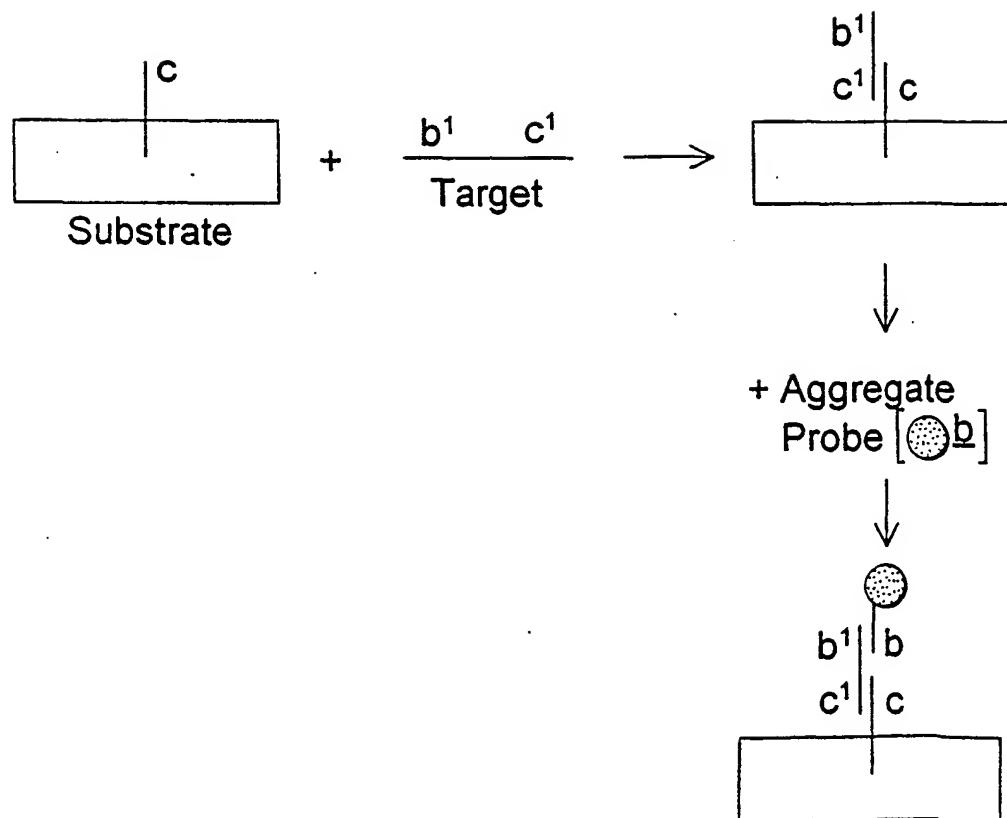 c
Substrate
+
b¹ c¹
Target
b¹
c¹ c
+ Aggregate
Probe [b]
b¹ b
c¹ c